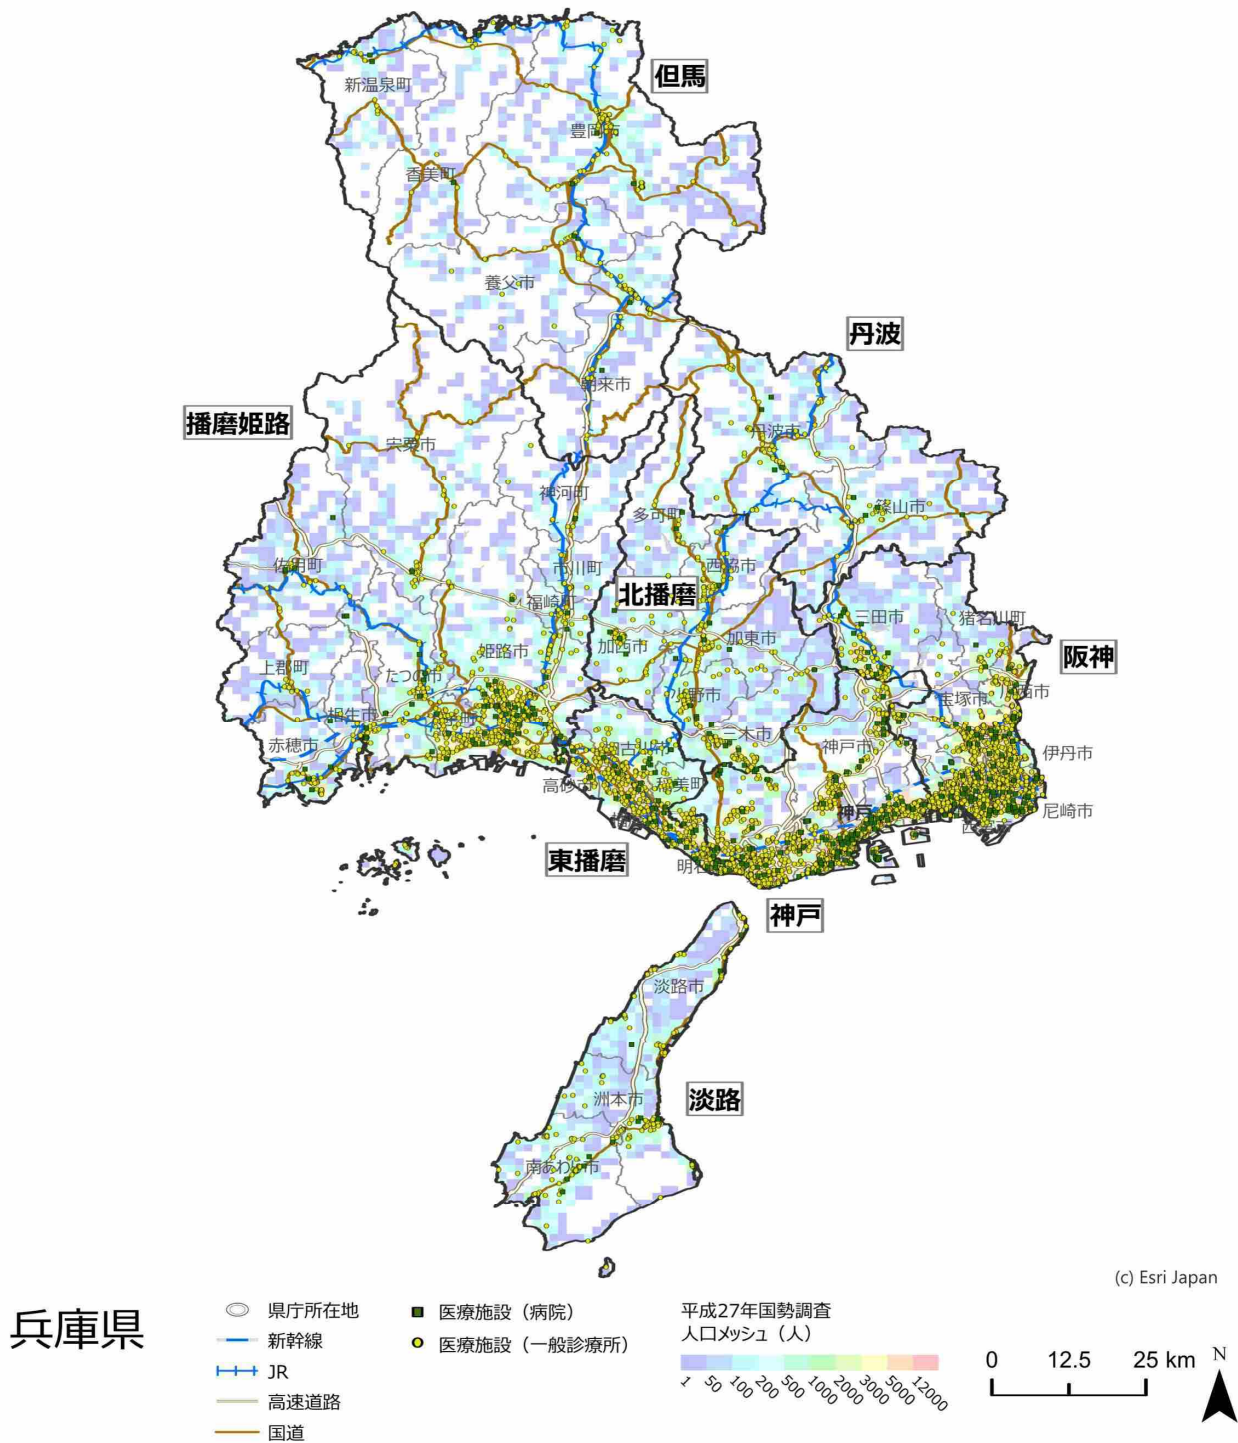 但馬
新温泉町
豊岡市
香美町
養父市
丹波
朝来市
播磨姫路
丹波市
宍粟市
神河町
多可町
篠山市
佐用町
市川町
西脇市
北播磨
福崎町
三田市
猪名川町
加東市
加西市
姫路市
阪神
上郡町
たつの市
小野市
宝塚市
川西市
相生市
三木市
神戸市
赤穂市
伊丹市
高砂市
神戸
尼崎市
東播磨
神戸
淡路市
洲本市
淡路
南あわじ市
(c) Esri Japan
兵庫県
県庁所在地
新幹線
JR
高速道路
国道
医療施設（病院）
医療施設（一般診療所）
平成27年国勢調査
人口メッシュ（人）
1 50 100 200 500 1000 2000 3000 5000 12000
0 12.5 25 km
N